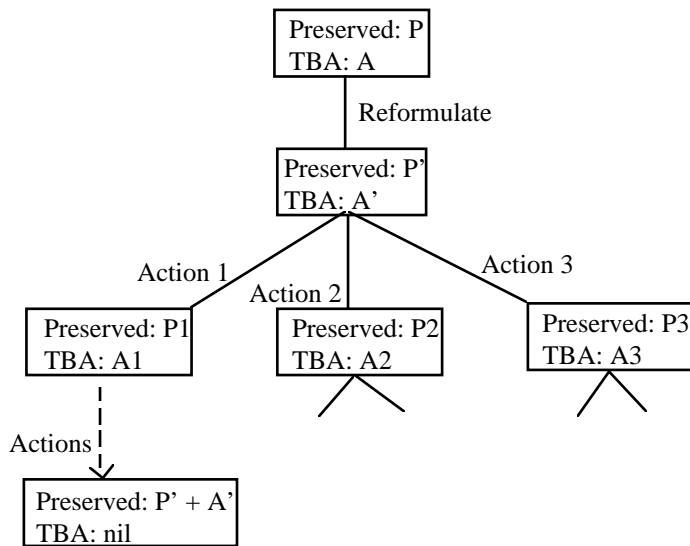 Preserved: P
TBA: A
Reformulate
Preserved: P’
TBA: A’
Action 1
Action 2
Action 3
Preserved: P1
TBA: A1
Preserved: P2
TBA: A2
Preserved: P3
TBA: A3
Actions
Preserved: P’ + A’
TBA: nil